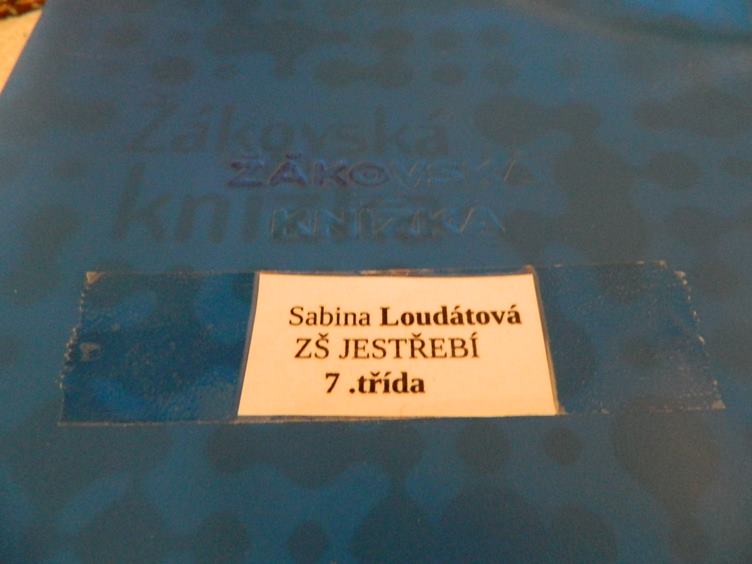 Žákovská
knížka
ŽÁKOVSKÁ
KNÍŽKA
Sabina Loudátová
ZŠ JESTŘEBÍ
7 .třída